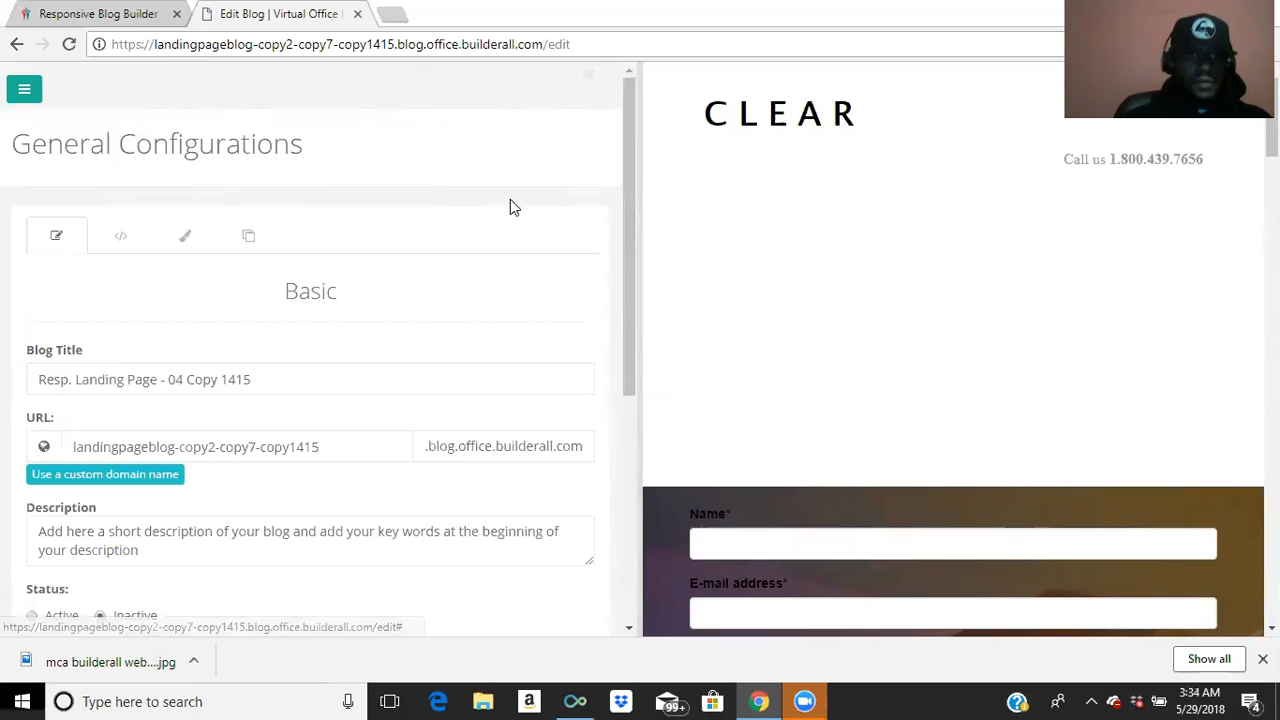 Responsive Blog Builder
Edit Blog | Virtual Office
https://landingpageblog-copy2-copy7-copy1415.blog.office.builderall.com/edit
General Configurations
Basic
Blog Title
Resp. Landing Page - 04 Copy 1415
URL:
landingpageblog-copy2-copy7-copy1415
.blog.office.builderall.com
Use a custom domain name
Description
Add here a short description of your blog and add your key words at the beginning of
your description
Status:
Active
Inactive
https://landingpageblog-copy2-copy7-copy1415.blog.office.builderall.com/edit#
CLEAR
Call us 1.800.439.7656
Name*
E-mail address*
mca builderall web....jpg
Show all
Type here to search
99+
3:34 AM
5/29/2018
4